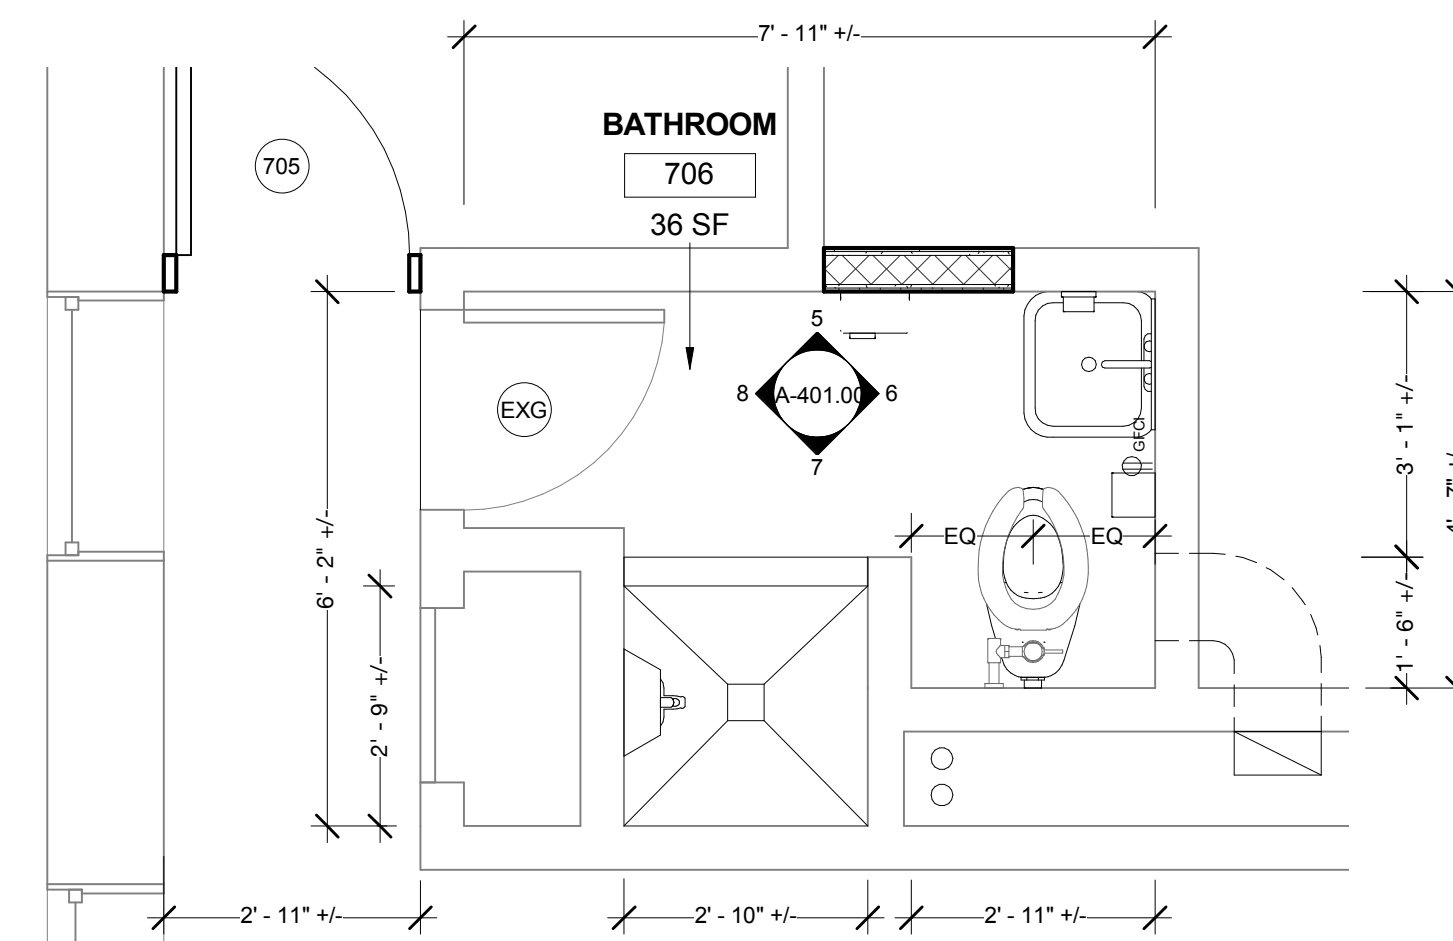 7' - 11" +/-
BATHROOM
705
706
36 SF
5
8
A-401.00
6
7
EXG
GFCI
3' - 1" +/-
EQ
EQ
6' - 2" +/-
1' - 6" +/-
2' - 9" +/-
2' - 11" +/-
2' - 10" +/-
2' - 11" +/-